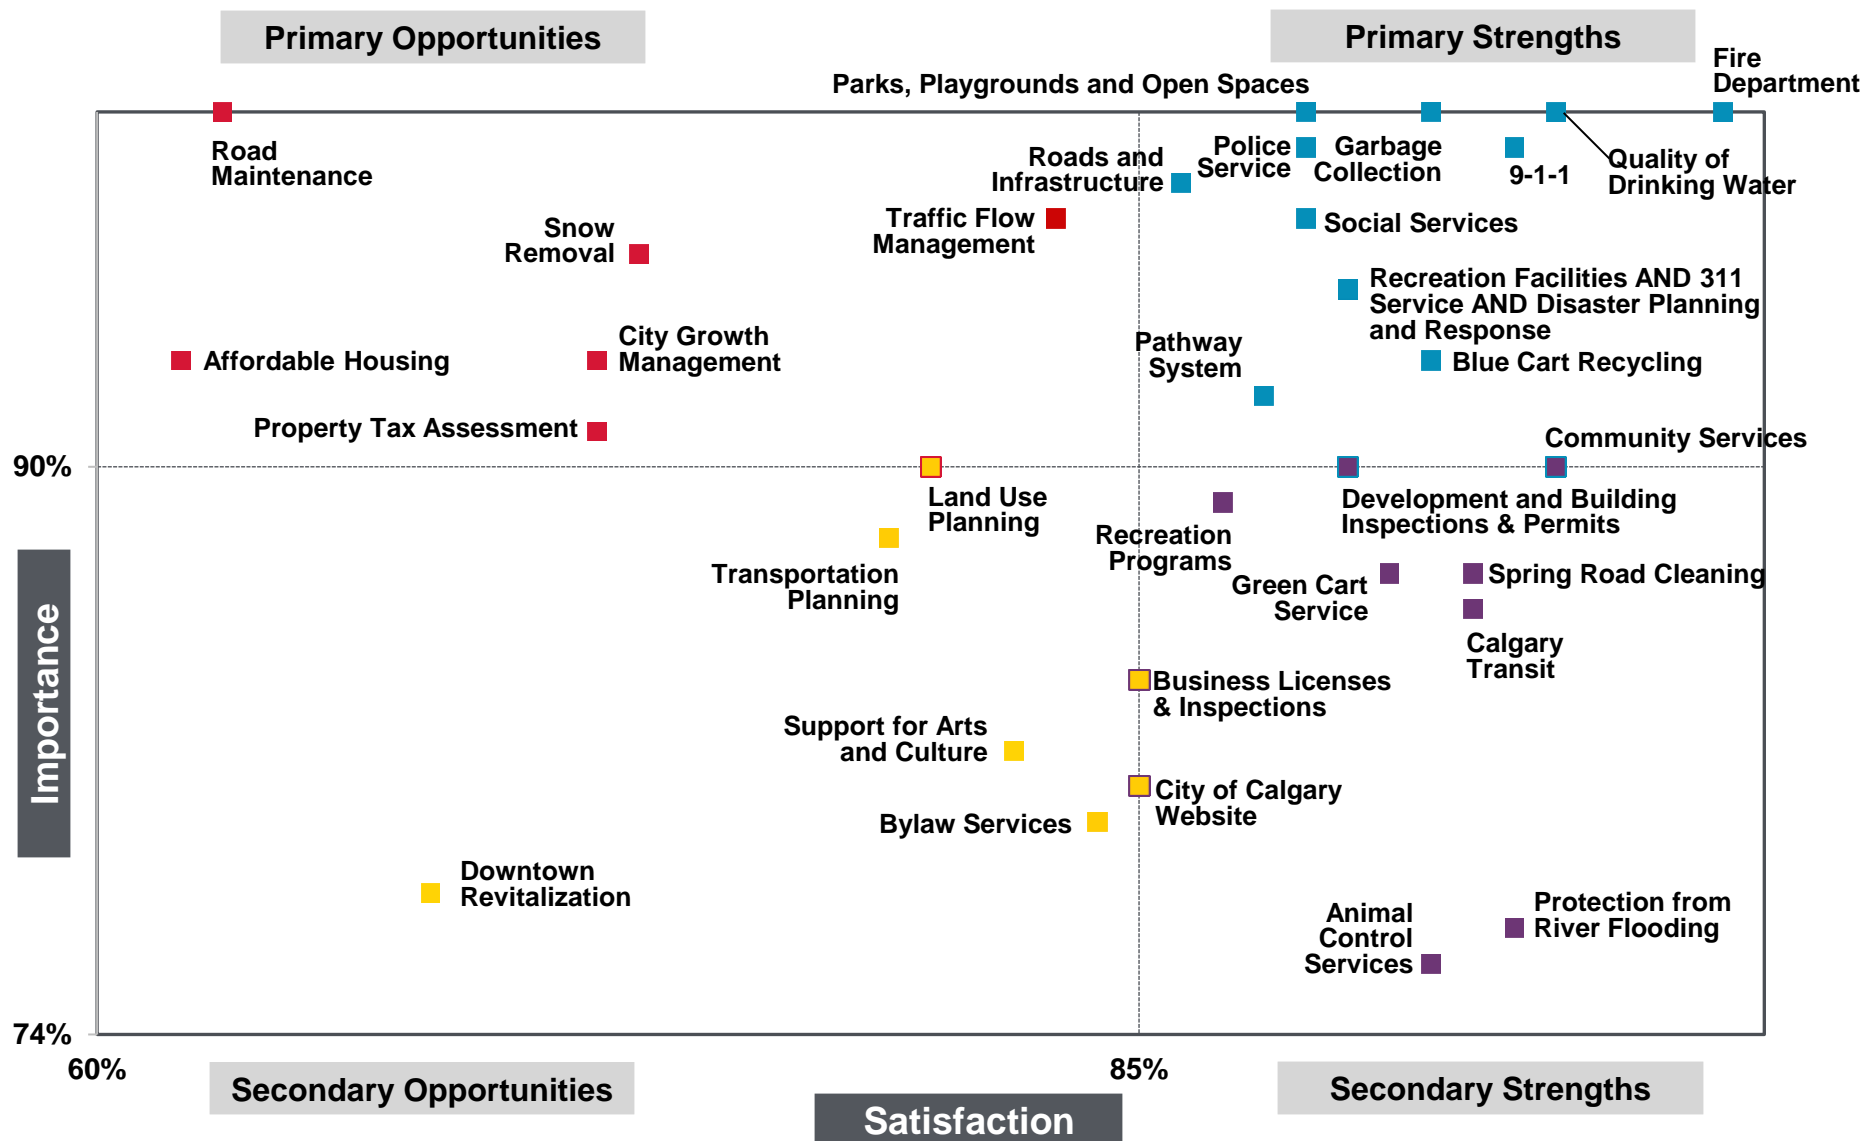 Primary Opportunities
Primary Strengths
Fire
Department
Parks, Playgrounds and Open Spaces
Road
Maintenance
Roads and
Infrastructure
Police
Service
Garbage
Collection
9-1-1
Quality of
Drinking Water
Snow
Removal
Traffic Flow
Management
Social Services
Recreation Facilities AND 311
Service AND Disaster Planning
and Response
Affordable Housing
City Growth
Management
Pathway
System
Blue Cart Recycling
Property Tax Assessment
Community Services
90%
Land Use
Planning
Development and Building
Inspections & Permits
Recreation
Programs
Transportation
Planning
Green Cart
Service
Spring Road Cleaning
Calgary
Transit
Importance
Business Licenses
& Inspections
Support for Arts
and Culture
City of Calgary
Website
Bylaw Services
Downtown
Revitalization
Animal
Control
Services
Protection from
River Flooding
74%
60%
85%
Secondary Opportunities
Secondary Strengths
Satisfaction